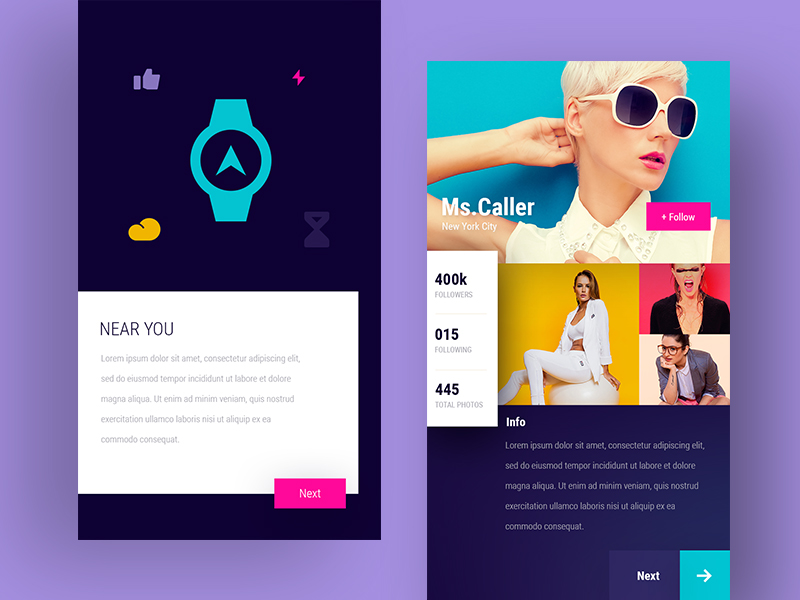 NEAR YOU
Lorem ipsum dolor sit amet, consectetur adipiscing elit,
sed do eiusmod tempor incididunt ut labore et dolore
magna aliqua. Ut enim ad minim veniam, quis nostrud
exercitation ullamco laboris nisi ut aliquip ex ea
commodo consequat.
Next
Ms.Caller
New York City
+ Follow
400k
FOLLOWERS
015
FOLLOWING
445
TOTAL PHOTOS
Info
Lorem ipsum dolor sit amet, consectetur adipiscing elit,
sed do eiusmod tempor incididunt ut labore et dolore
magna aliqua. Ut enim ad minim veniam, quis nostrud
exercitation ullamco laboris nisi ut aliquip ex ea
commodo consequat.
Next